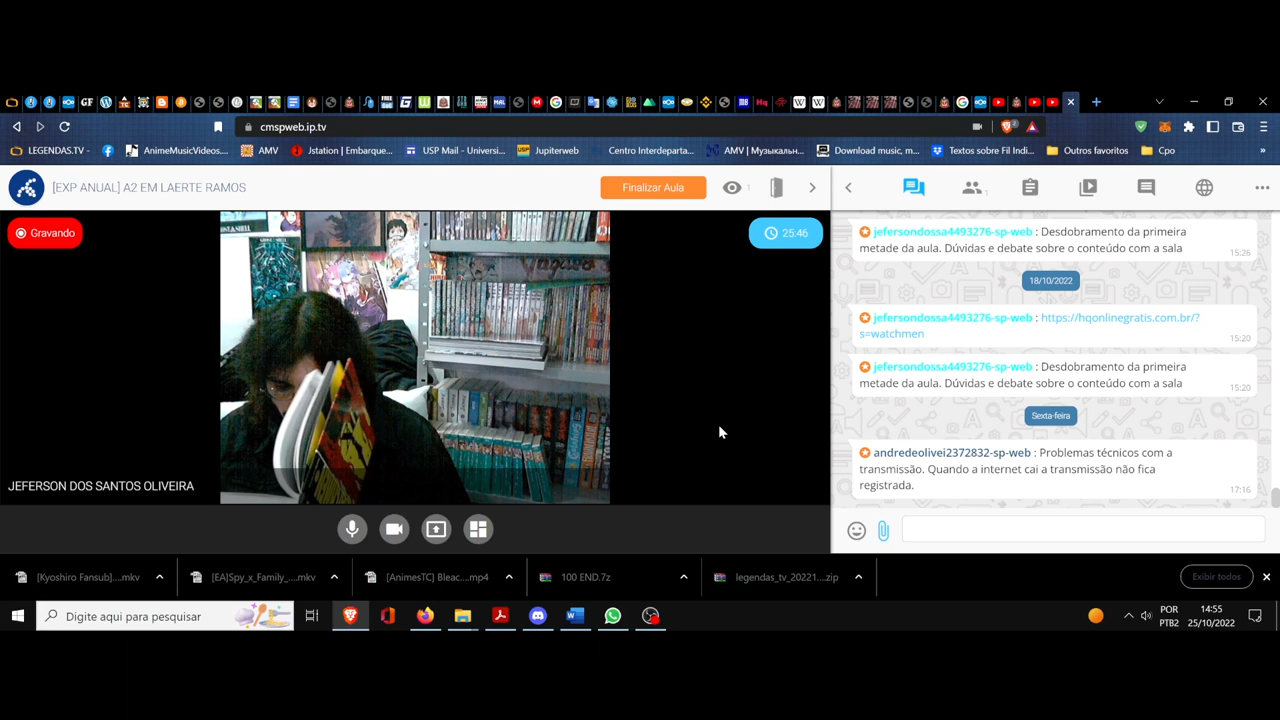 cmspweb.ip.tv
LEGENDAS.TV -
AnimeMusicVideos...
AMV
Jstation | Embarque...
USP Mail - Universi...
Jupiterweb
Centro Interdeparta...
AMV | Музыкальн...
Download music, m...
Textos sobre Fil Indi...
Outros favoritos
Cpo
[EXP ANUAL] A2 EM LAERTE RAMOS
Finalizar Aula
1
1
Gravando
25:46
JEFERSON DOS SANTOS OLIVEIRA
jefersondossa4493276-sp-web : Desdobramento da primeira
metade da aula. Dúvidas e debate sobre o conteúdo com a sala
15:26
18/10/2022
jefersondossa4493276-sp-web : https://hqonlinegratis.com.br/?
s=watchmen
15:20
jefersondossa4493276-sp-web : Desdobramento da primeira
metade da aula. Dúvidas e debate sobre o conteúdo com a sala
15:20
Sexta-feira
andredeolivei2372832-sp-web : Problemas técnicos com a
transmissão. Quando a internet cai a transmissão não fica
registrada.
17:16
[Kyoshiro Fansub]....mkv
[EA]Spy_x_Family_....mkv
[AnimesTC] Bleac....mp4
100 END.7z
legendas_tv_20221....zip
Exibir todos
Digite aqui para pesquisar
POR
PTB2
14:55
25/10/2022